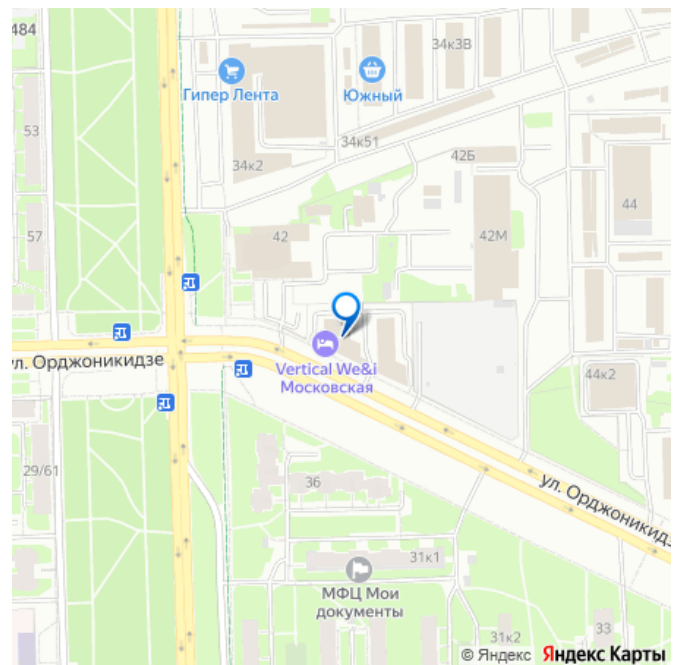 484
34к3В
Гипер Лента
Южный
53
34к51
34к2
42Б
44
57
42
42М
ул. Орджоникидзе
Vertical We&i
Московская
44к2
29/61
36
ул. Орджоникидз
31к1
МФЦ Мои
документы
31к2
33
© Яндекс Яндекс Карты